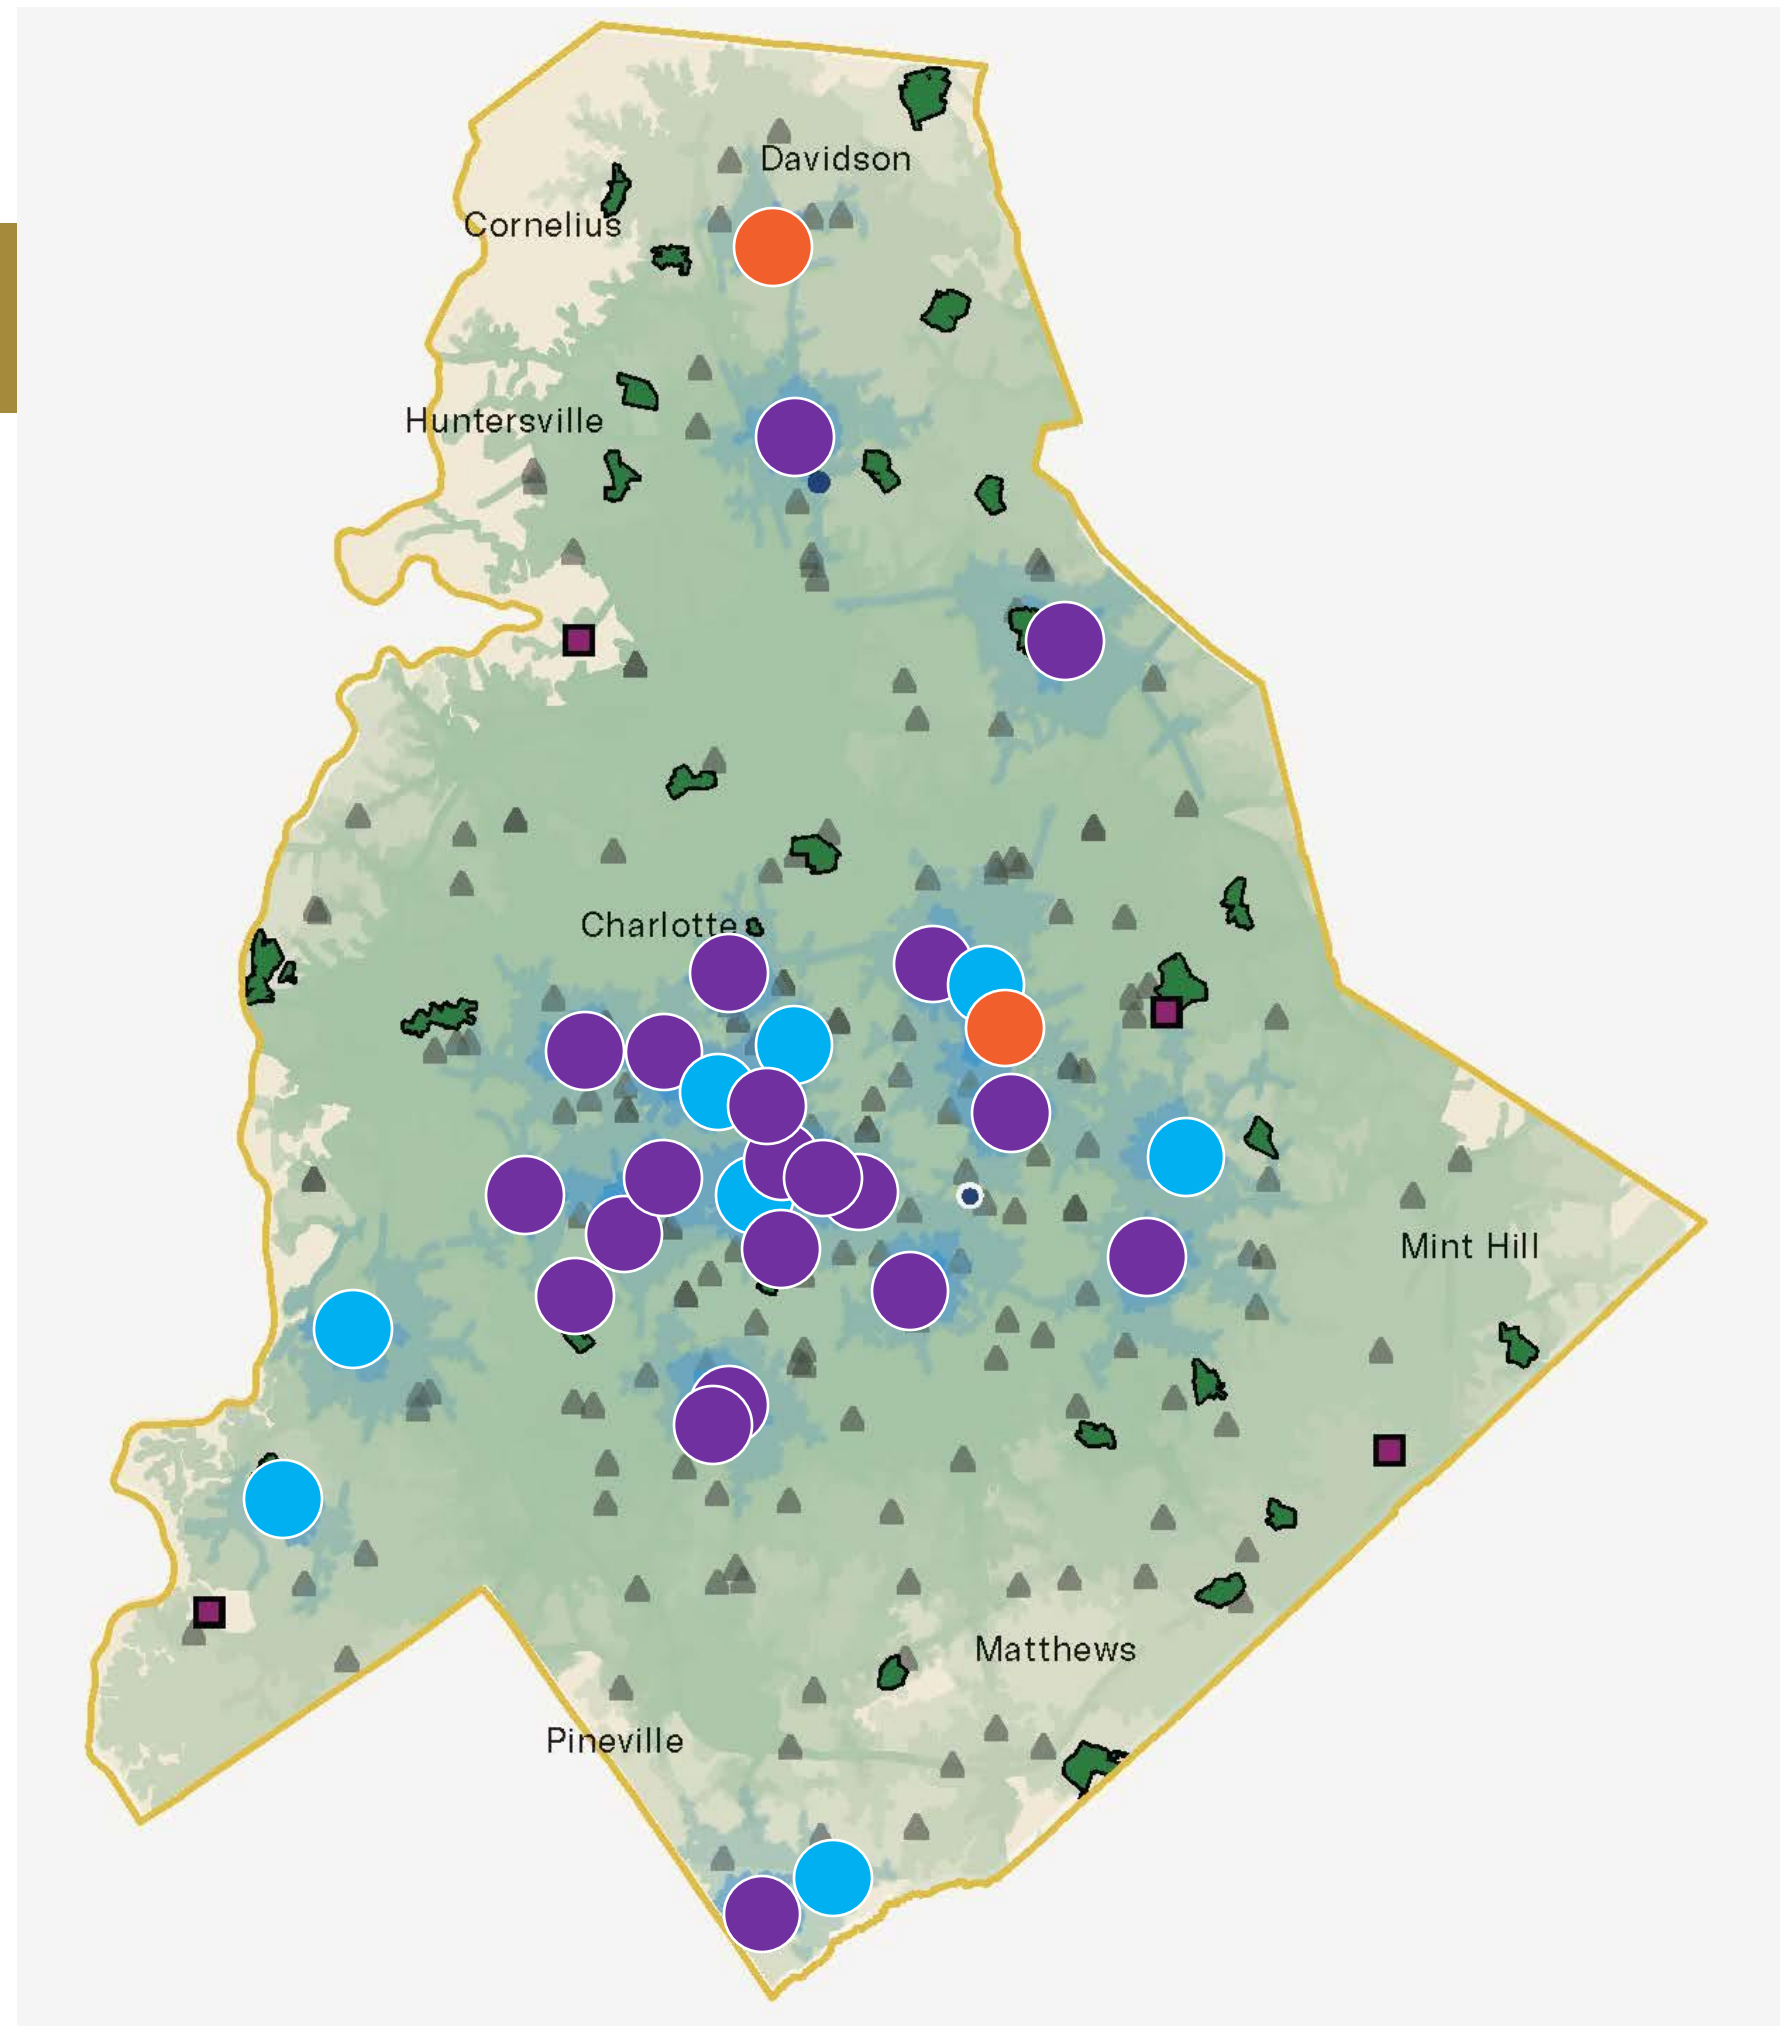 Davidson
Cornelius
Huntersville
Charlotte
Mint Hill
Matthews
Pineville